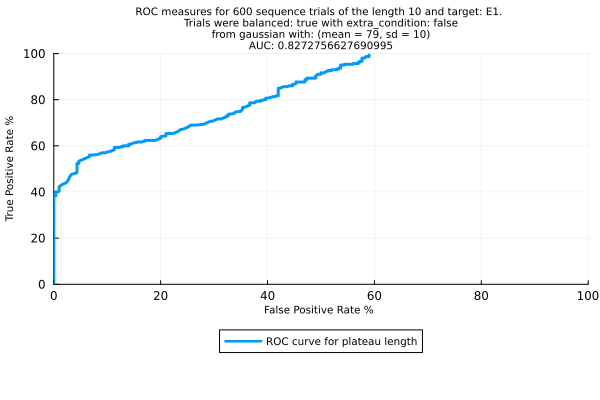 ROC measures for 600 sequence trials of the length 10 and target: E1.
Trials were balanced: true with extra_condition: false
from gaussian with: (mean = 79, sd = 10)
AUC: 0.8272756627690995
100
80
60
40
20
0
True Positive Rate %
0 20 40 60 80 100
False Positive Rate %
ROC curve for plateau length